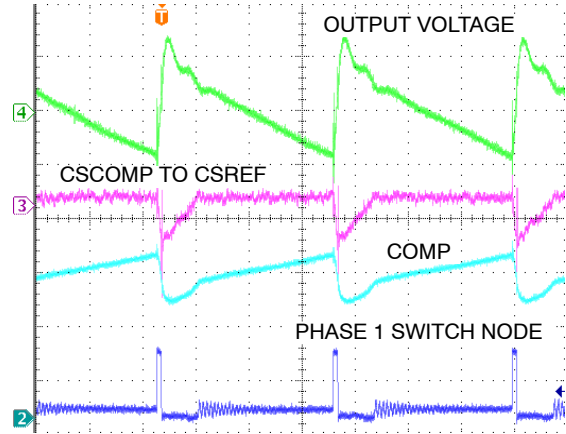 T
OUTPUT VOLTAGE
4
CSCOMP TO CSREF
3
COMP
PHASE 1 SWITCH NODE
2